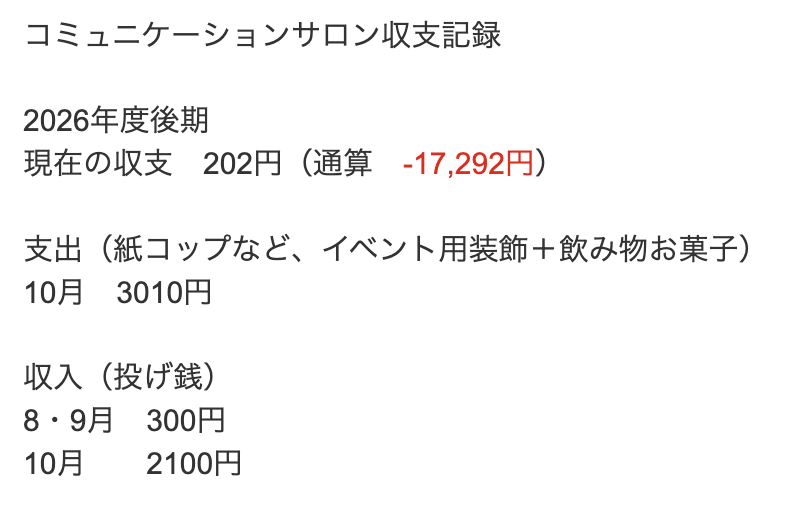 コミュニケーションサロン収支記録
2026年度後期
現在の収支　202円（通算　-17,292円）
支出（紙コップなど、イベント用装飾＋飲み物お菓子）
10月　3010円
収入（投げ銭）
8・9月　300円
10月　　2100円